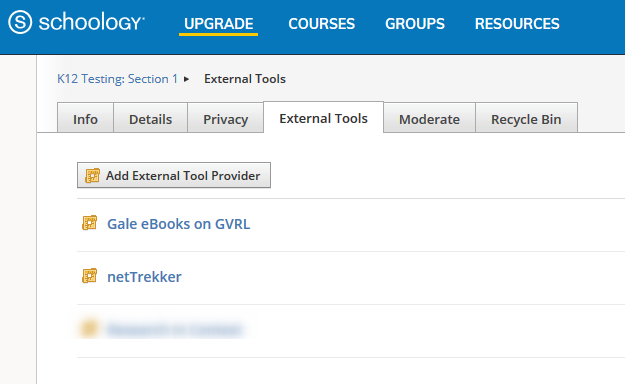 schoology® UPGRADE COURSES GROUPS RESOURCES
K12 Testing: Section 1 ▸ External Tools
Info Details Privacy External Tools Moderate Recycle Bin
Add External Tool Provider
Gale eBooks on GVRL
netTrekker